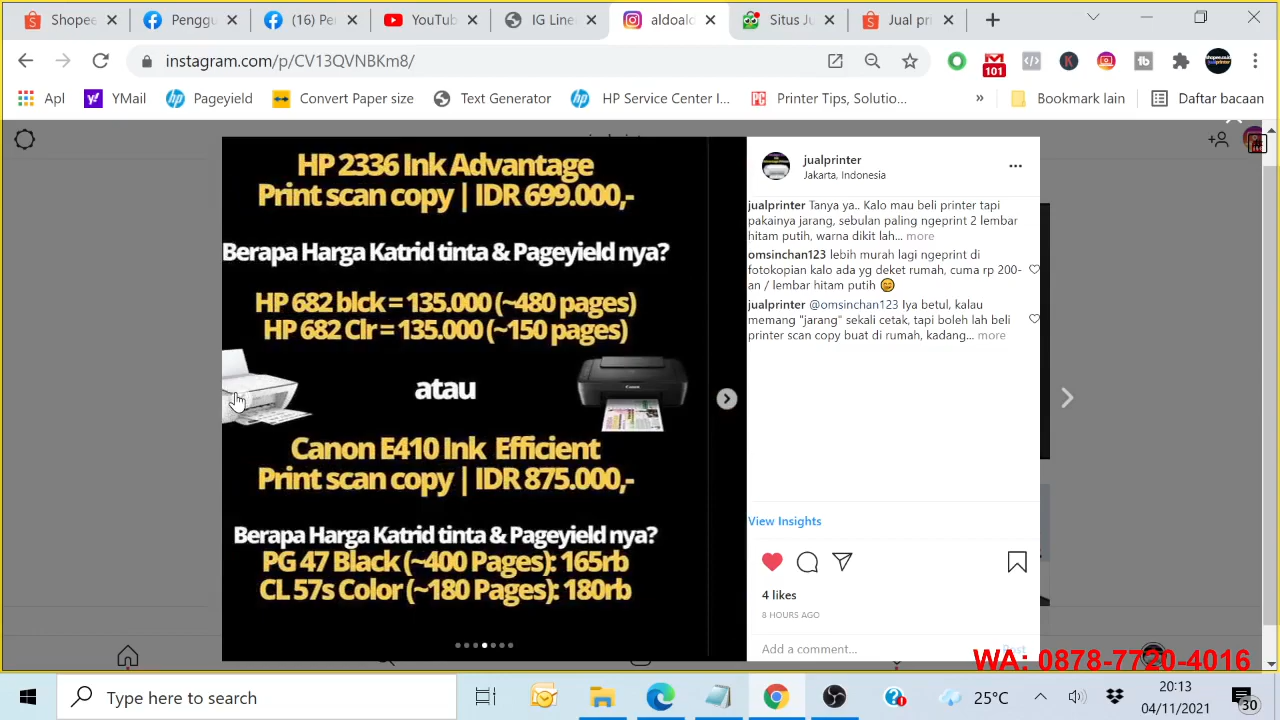 Shopee
Penggu
(16) Per
YouTub
IG Line
aldoald
Situs Ju
Jual pri
instagram.com/p/CV13QVNBKm8/
101
Apl
YMail
Pageyield
Convert Paper size
Text Generator
HP Service Center I...
Printer Tips, Solutio...
»
Bookmark lain
Daftar bacaan
HP 2336 Ink Advantage
Print scan copy | IDR 699.000,-
Berapa Harga Katrid tinta & Pageyield nya?
HP 682 blck = 135.000 (~480 pages)
HP 682 Clr = 135.000 (~150 pages)
atau
Canon
Canon E410 Ink Efficient
Print scan copy | IDR 875.000,-
Berapa Harga Katrid tinta & Pageyield nya?
PG 47 Black (~400 Pages): 165rb
CL 57s Color (~180 Pages): 180rb
jualprinter
Jakarta, Indonesia
jualprinter Tanya ya.. Kalo mau beli printer tapi
pakainya jarang, sebulan paling ngeprint 2 lembar
hitam putih, warna dikit lah... more
omsinchan123 lebih murah lagi ngeprint di
fotokopian kalo ada yg deket rumah, cuma rp 200-
an / lembar hitam putih 😄
jualprinter @omsinchan123 Iya betul, kalau
memang "jarang" sekali cetak, tapi boleh lah beli
printer scan copy buat di rumah, kadang... more
View Insights
4 likes
8 HOURS AGO
Add a comment...
Post
WA: 0878-7720-4016
Type here to search
25°C
20:13
04/11/2021
30